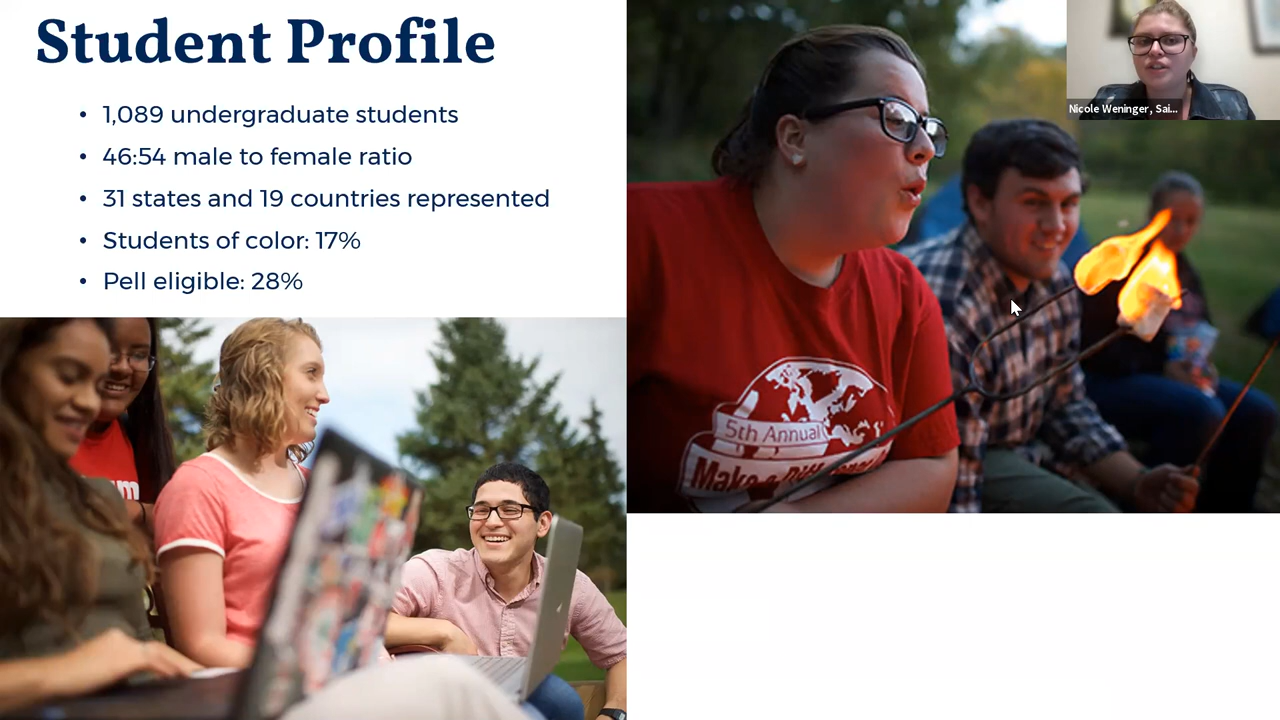 Student Profile
• 1,089 undergraduate students
• 46:54 male to female ratio
• 31 states and 19 countries represented
• Students of color: 17%
• Pell eligible: 28%
Nicole Weninger, Sai...
5th Annual
Make a